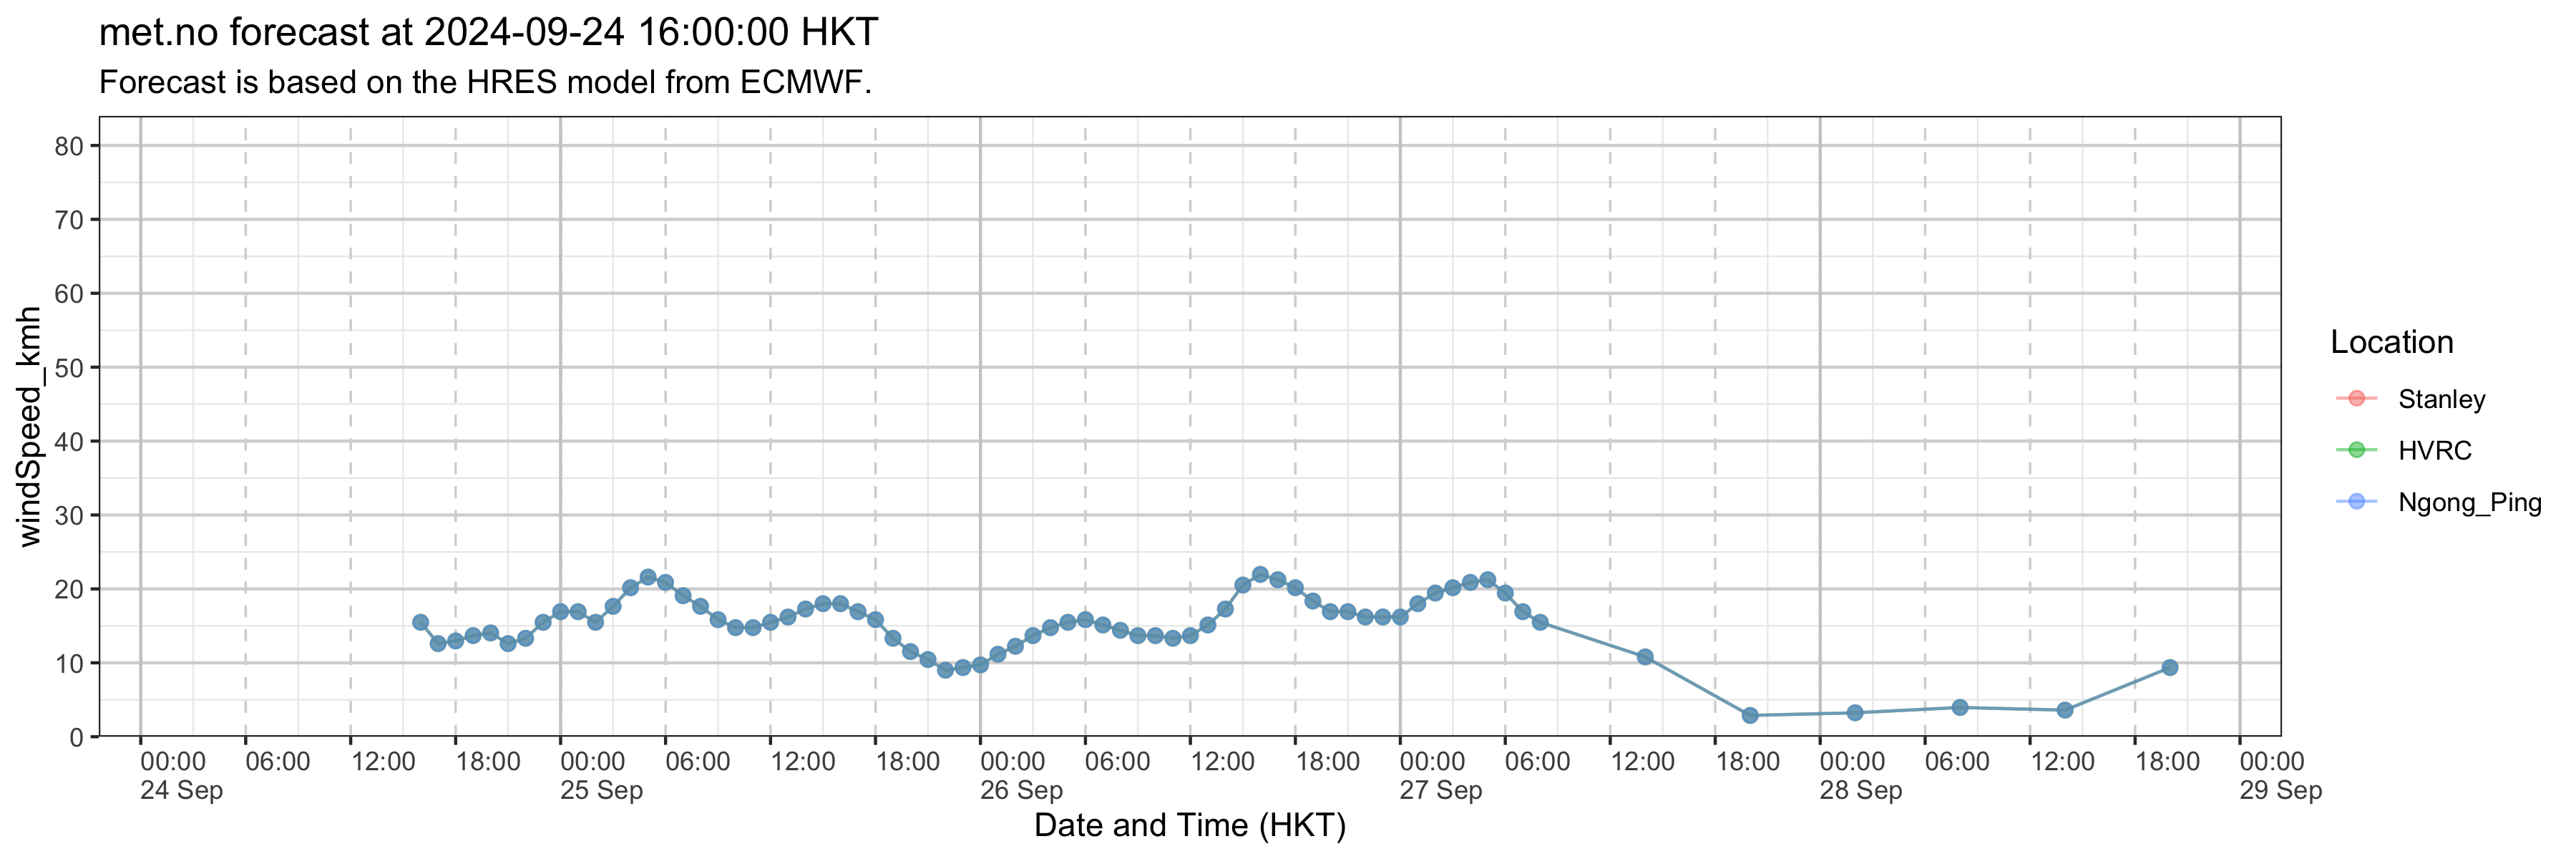 met.no forecast at 2024-09-24 16:00:00 HKT
Forecast is based on the HRES model from ECMWF.
windSpeed_kmh
80
70
60
50
40
30
20
10
0
00:00 06:00 12:00 18:00 00:00 06:00 12:00 18:00 00:00 06:00 12:00 18:00 00:00 06:00 12:00 18:00 00:00 06:00 12:00 18:00 00:00
24 Sep 25 Sep 26 Sep 27 Sep 28 Sep 29 Sep
Date and Time (HKT)
Location
Stanley
HVRC
Ngong_Ping